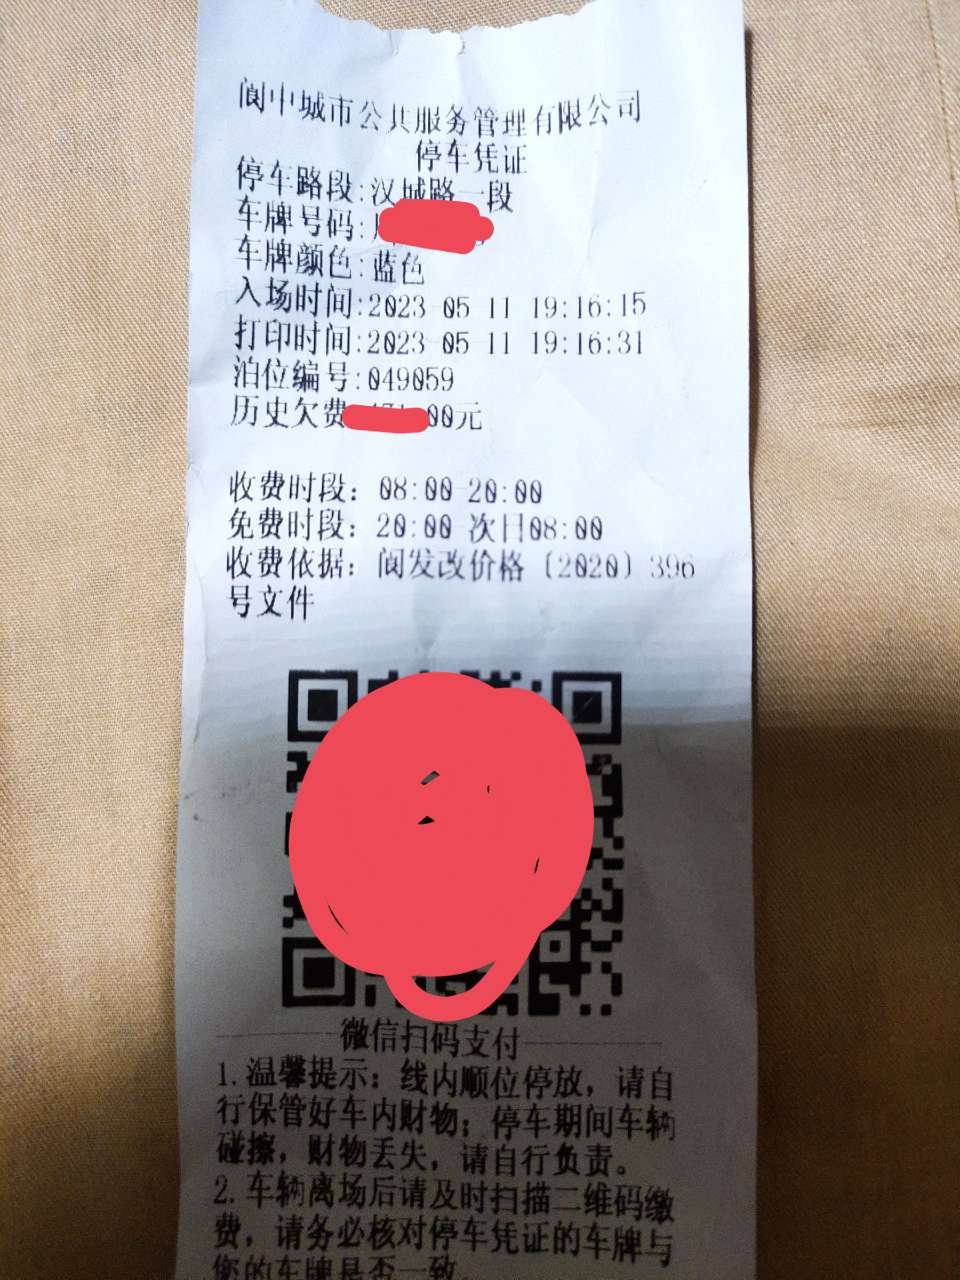 阆中城市公共服务管理有限公司
停车凭证
停车路段:汉城路一段
车牌号码:
车牌颜色:蓝色
入场时间:2023-05-11 19:16:15
打印时间:2023-05-11 19:16:31
泊位编号:049059
历史欠费 00元
收费时段: 08:00-20:00
免费时段: 20:00-次日08:00
收费依据: 阆发改价格〔2020〕396
号文件
微信扫码支付
1.温馨提示: 线内顺位停放, 请自
行保管好车内财物; 停车期间车辆
碰擦, 财物丢失, 请自行负责。
2.车辆离场后请及时扫描二维码缴
费, 请务必核对停车凭证的车牌与
您的车牌是否一致。